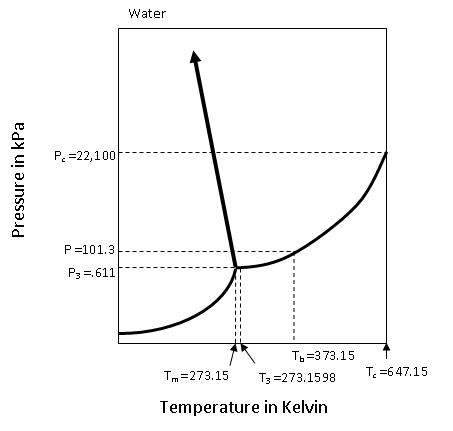 Water
Pressure in kPa
Pc=22,100
P=101.3
P3=.611
Tb=373.15
Tm=273.15
T3=273.1598
Tc=647.15
Temperature in Kelvin